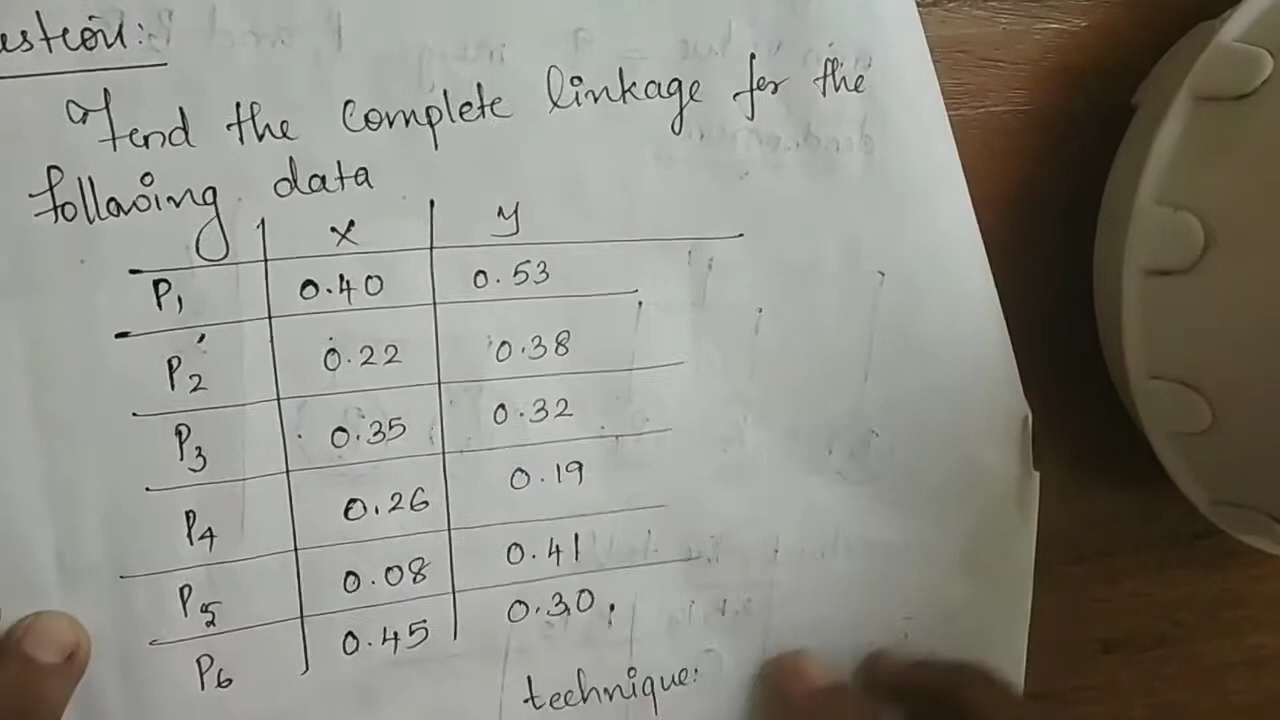 estion:
Find the complete linkage for the
following data
x y
P1 0.40 0.53
P2 0.22 0.38
P3 0.35 0.32
P4 0.26 0.19
P5 0.08 0.41
P6 0.45 0.30.
technique: